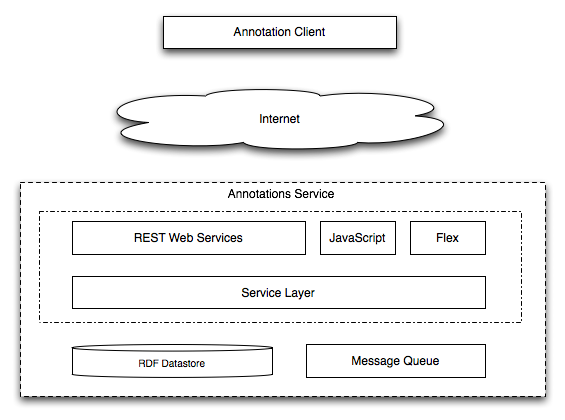 Annotation Client
Internet
Annotations Service
REST Web Services
JavaScript
Flex
Service Layer
RDF Datastore
Message Queue